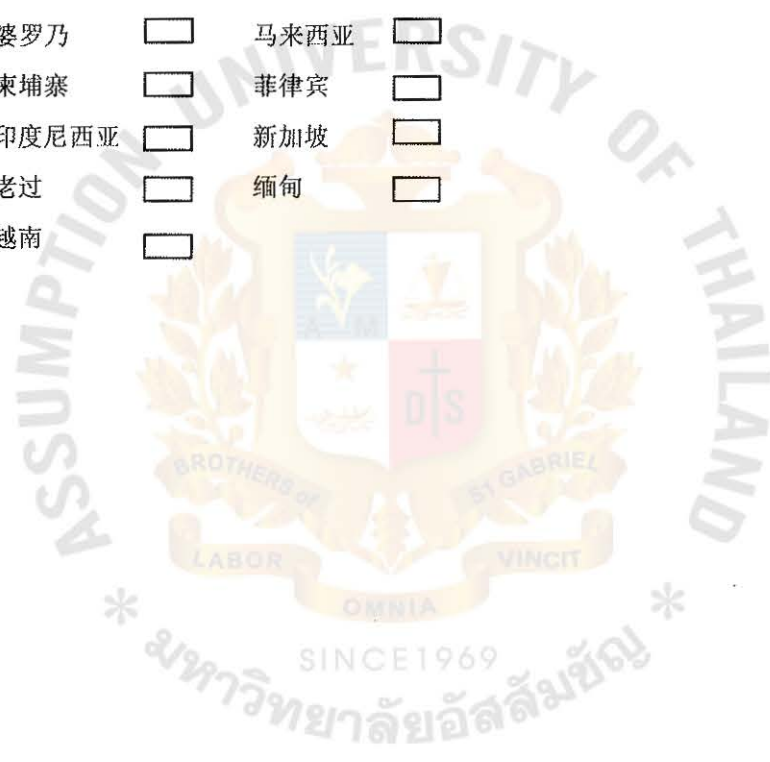 婆罗乃 马来西亚
柬埔寨 菲律宾
印度尼西亚 新加坡
老过 缅甸
越南
ASSUMPTION UNIVERSITY OF THAILAND
A M
D S
BROTHERS of ST GABRIEL
LABOR OMNIA VINCIT
SINCE1969
* มหาวิทยาลัยอัสสัมชัญ *